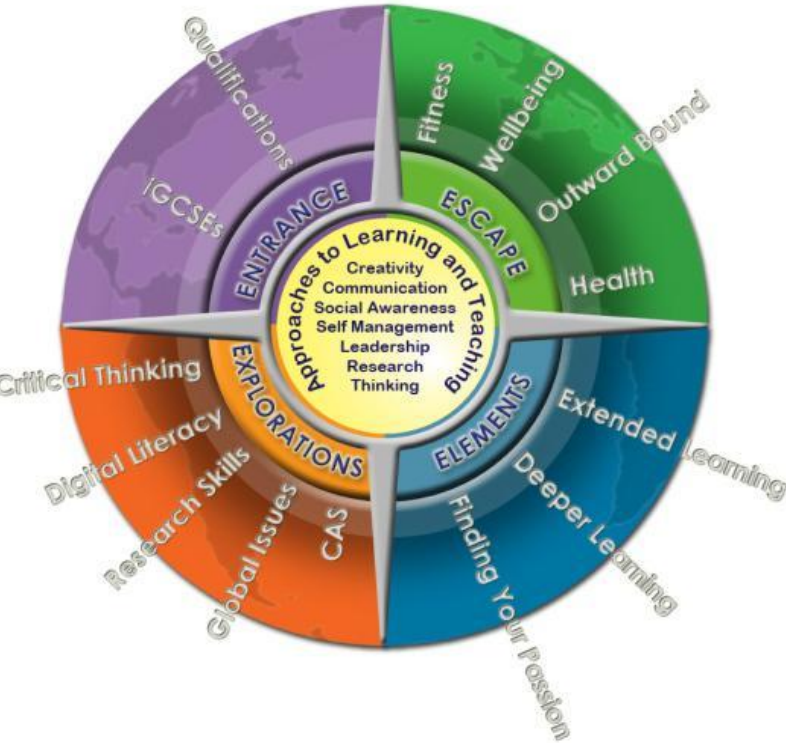 Qualifications
iGCSEs
ENTRANCE
Fitness
Wellbeing
Outward Bound
Health
ESCAPE
Approaches to Learning and Teaching
Creativity
Communication
Social Awareness
Self Management
Leadership
Research
Thinking
EXPLORATIONS
Critical Thinking
Digital Literacy
Research Skills
Global Issues
CAS
ELEMENTS
Extended Learning
Deeper Learning
Finding Your Passion